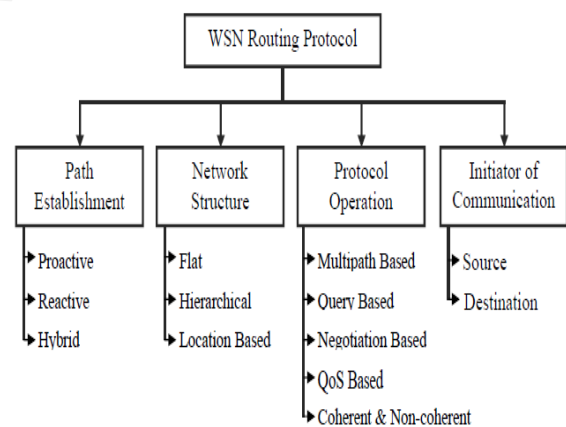 WSN Routing Protocol
Path
Establishment
Proactive
Reactive
Hybrid
Network
Structure
Flat
Hierarchical
Location Based
Protocol
Operation
Multipath Based
Query Based
Negotiation Based
QoS Based
Coherent & Non-coherent
Initiator of
Communication
Source
Destination